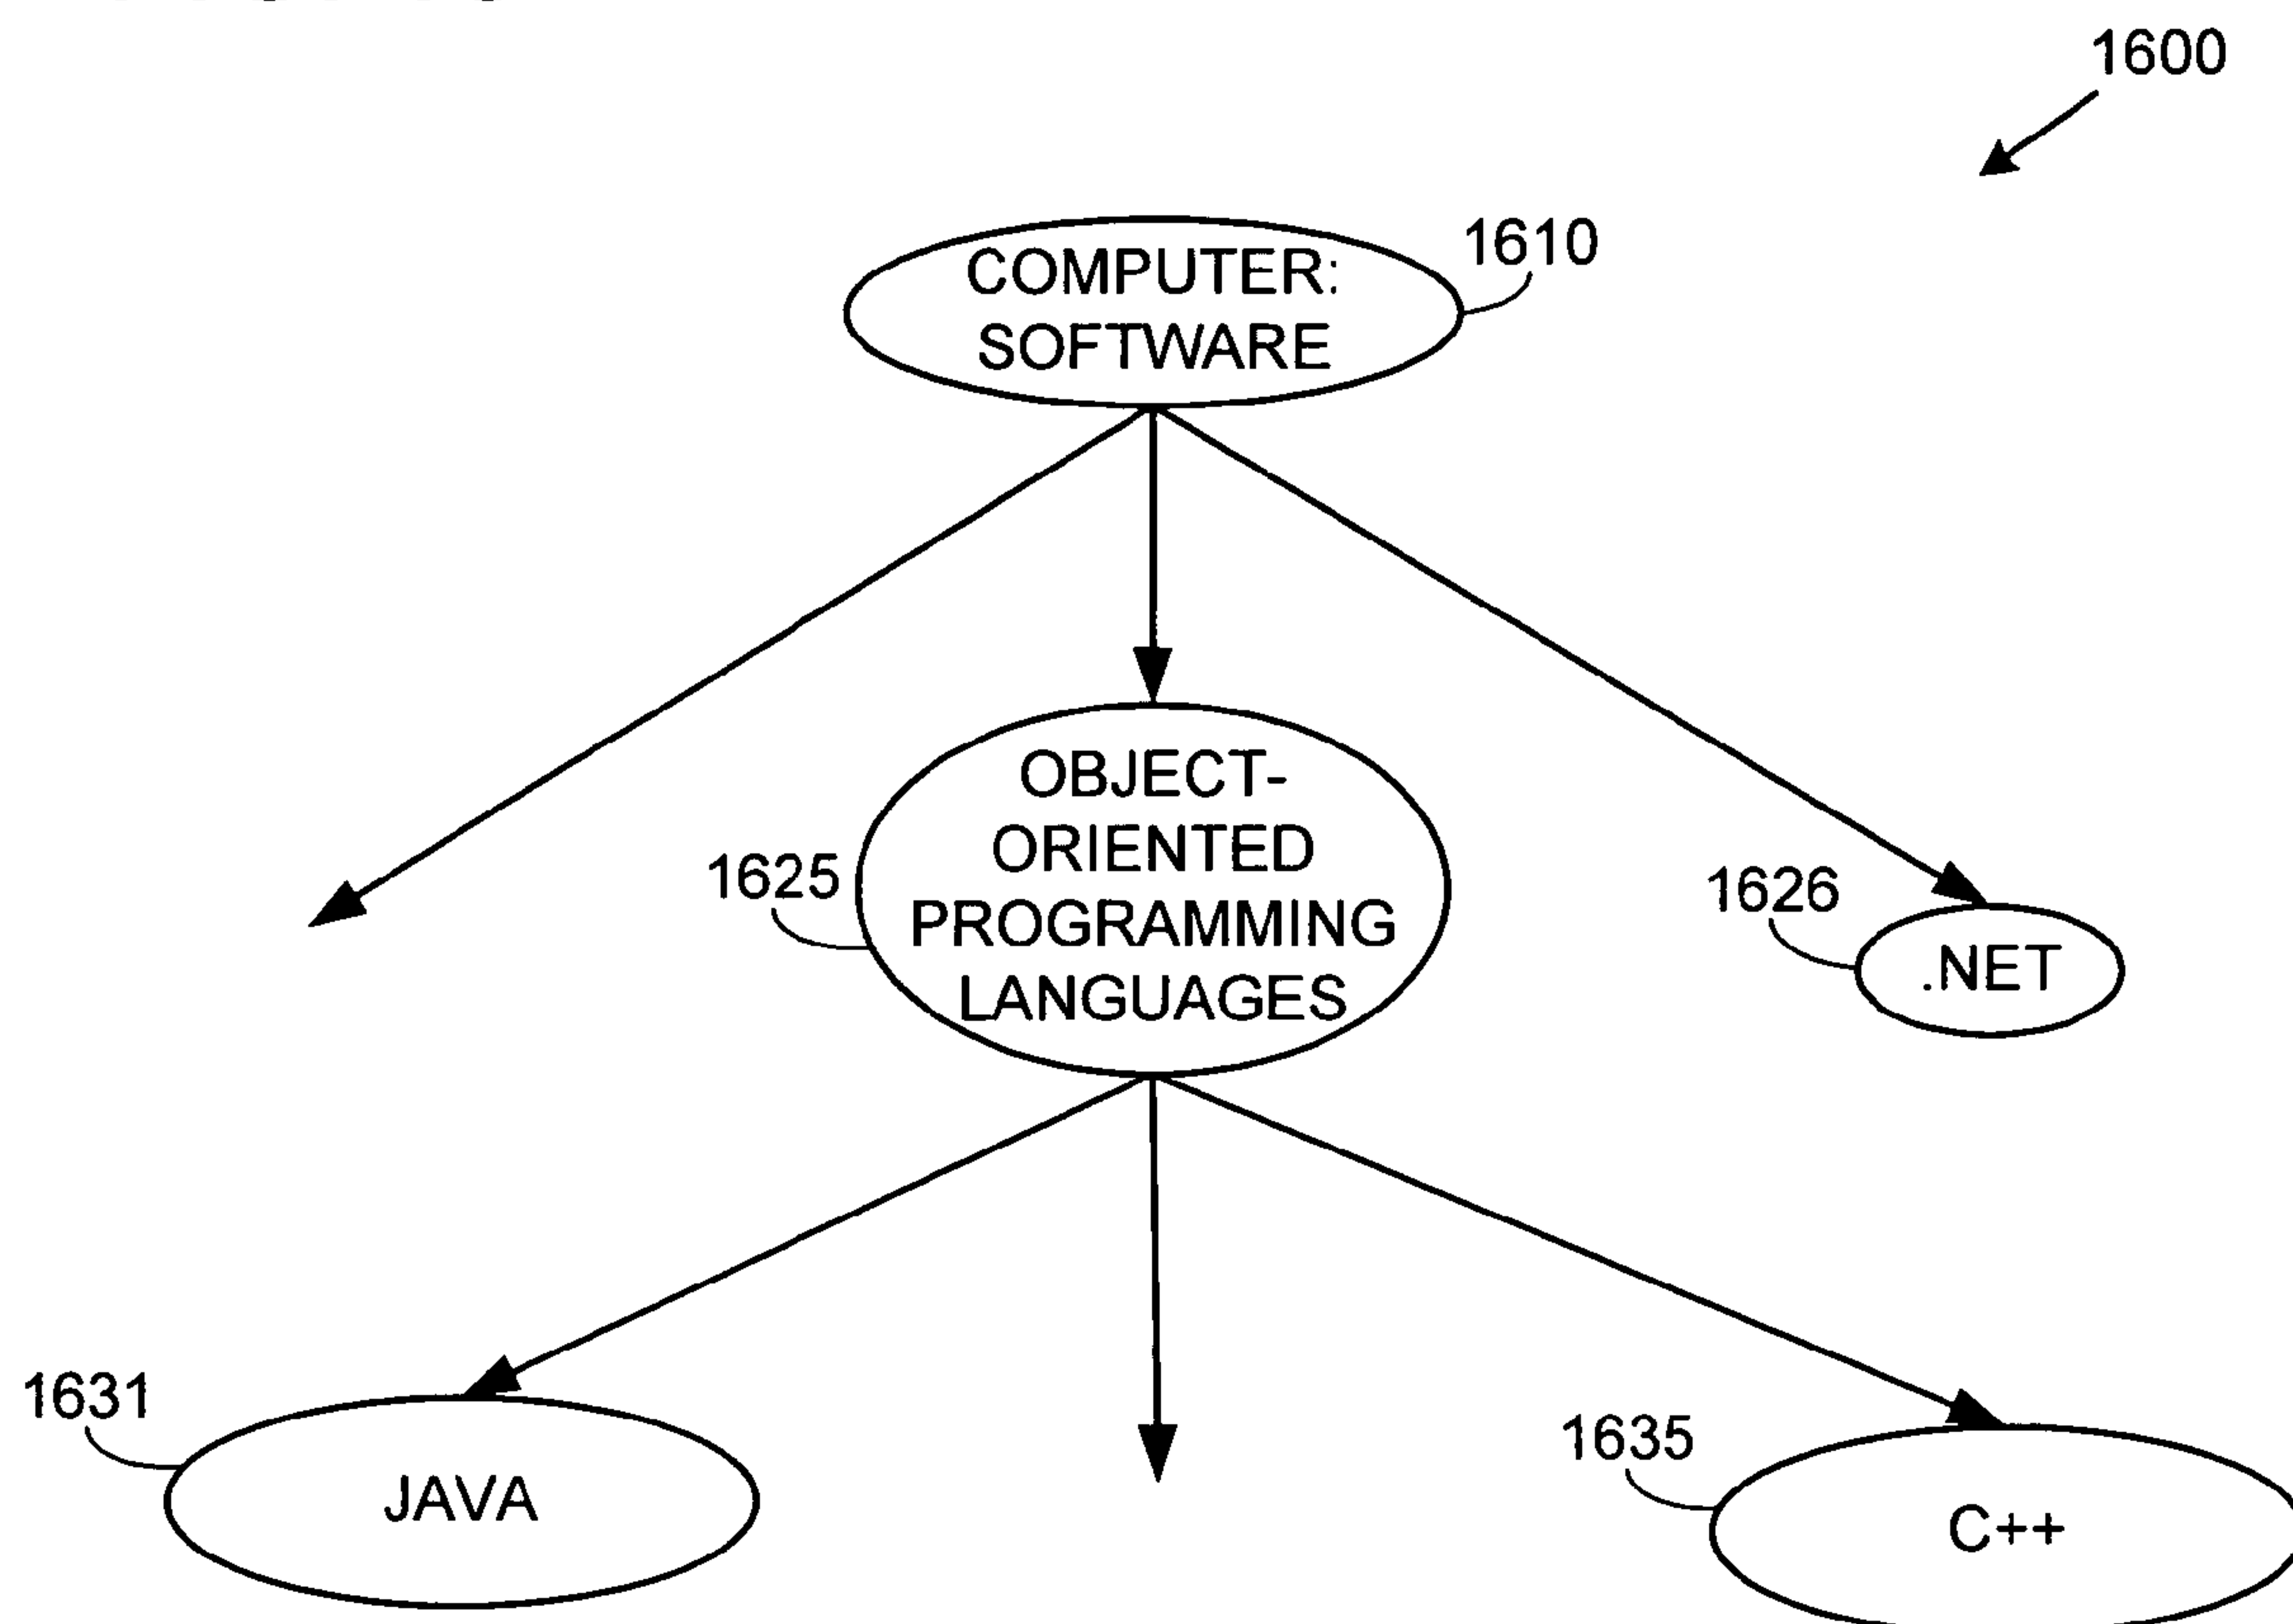 1600
COMPUTER:
SOFTWARE
1610
OBJECT-
ORIENTED
PROGRAMMING
LANGUAGES
1625
1626
.NET
1631
JAVA
1635
C++